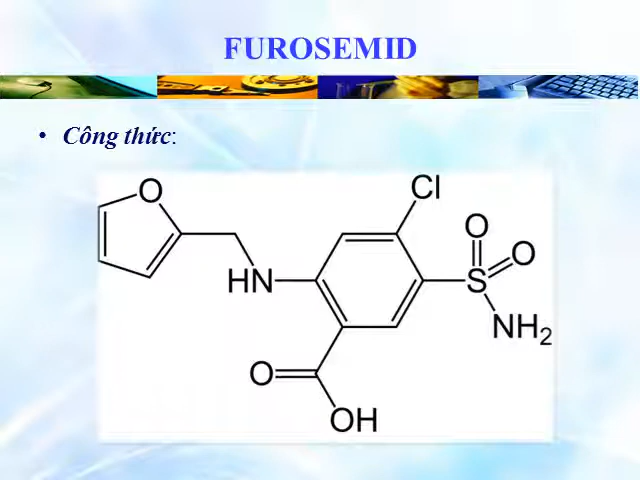 FUROSEMID
• Công thức:
Cl
O
O
O
S
HN
NH₂
O
OH